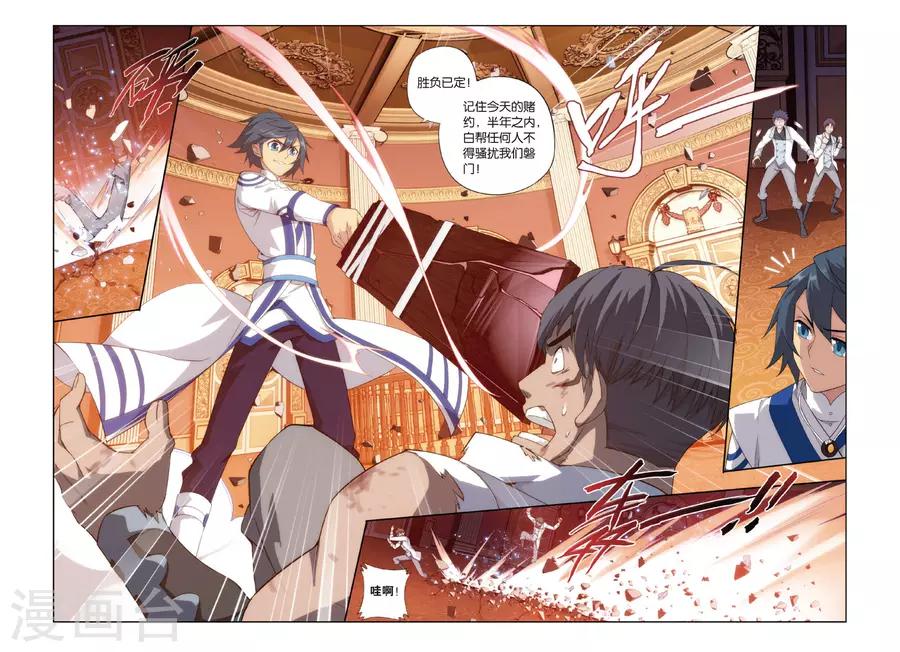 砰!
胜负已定!
记住今天的赌
约,半年之内,
白帮任何人不
得骚扰我们磐
门!
呼——
轰——!!!
哇啊!
漫画台